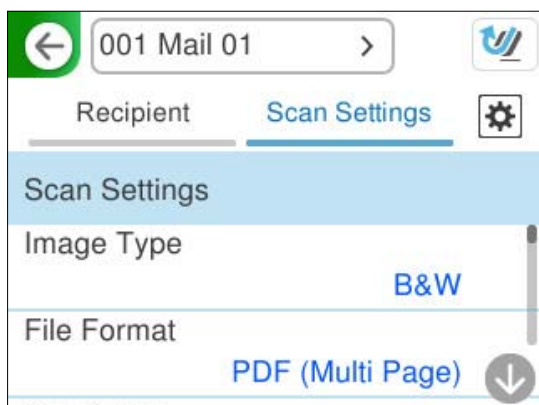 001 Mail 01
Recipient Scan Settings
Scan Settings
Image Type
B&W
File Format
PDF (Multi Page)